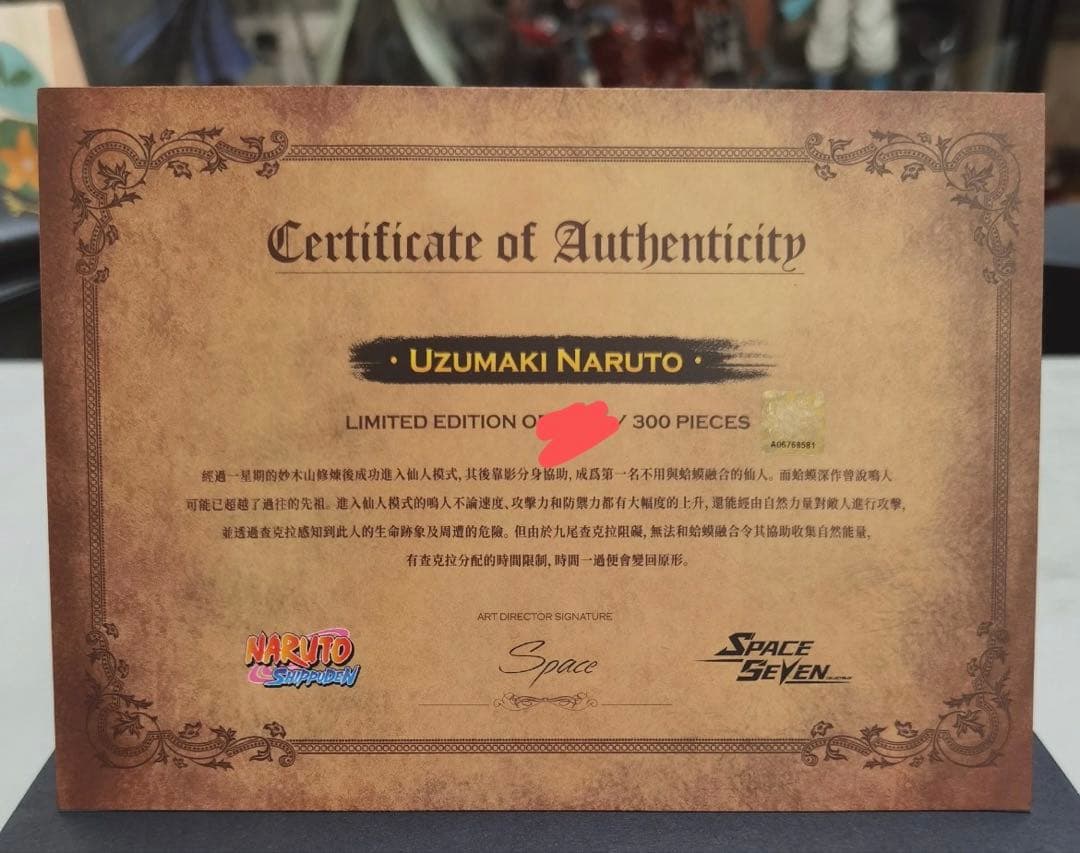 Certificate of Authenticity
· UZUMAKI NARUTO ·
LIMITED EDITION O / 300 PIECES
A06768581
經過一星期的妙木山修煉後成功進入仙人模式, 其後靠影分身協助, 成爲第一名不用與蛤蟆融合的仙人。而蛤蟆深作曾說鳴人
可能已超越了過往的先祖。進入仙人模式的鳴人不論速度、攻擊力和防禦力都有大幅度的上升, 還能經由自然力量對敵人進行攻擊,
並透過查克拉感知到此人的生命跡象及周遭的危險。但由於九尾查克拉阻礙, 無法和蛤蟆融合令其協助收集自然能量,
有查克拉分配的時間限制, 時間一過便會變回原形。
ART DIRECTOR SIGNATURE
NARUTO
SHIPPUDEN
Space
SPACE
SEVEN